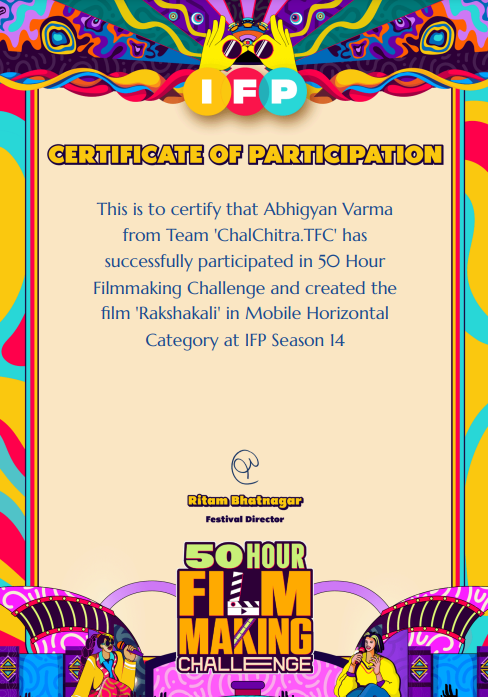 IFP
CERTIFICATE OF PARTICIPATION
This is to certify that Abhigyan Varma
from Team 'ChalChitra.TFC' has
successfully participated in 50 Hour
Filmmaking Challenge and created the
film 'Rakshakali' in Mobile Horizontal
Category at IFP Season 14
Ritam Bhatnagar
Festival Director
50 HOUR
FILM
MAKING
CHALLENGE